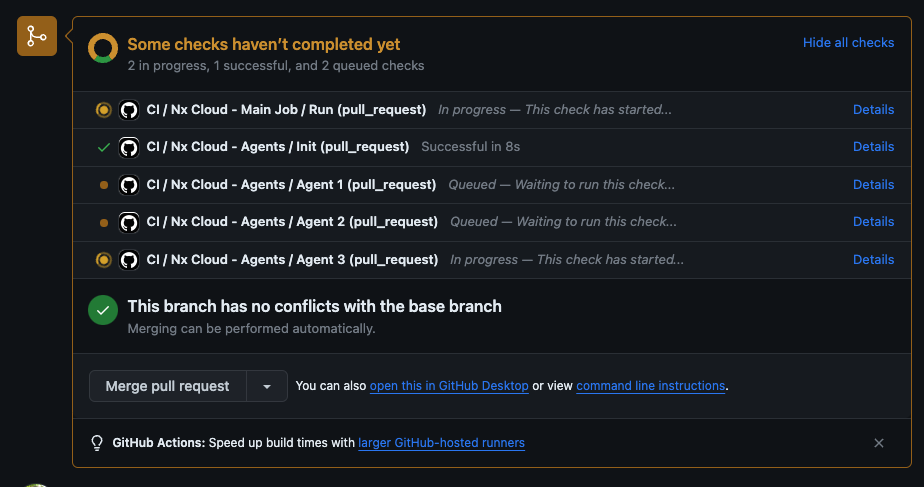 Some checks haven't completed yet
Hide all checks
2 in progress, 1 successful, and 2 queued checks
CI / Nx Cloud - Main Job / Run (pull_request) In progress — This check has started... Details
CI / Nx Cloud - Agents / Init (pull_request) Successful in 8s Details
CI / Nx Cloud - Agents / Agent 1 (pull_request) Queued — Waiting to run this check... Details
CI / Nx Cloud - Agents / Agent 2 (pull_request) Queued — Waiting to run this check... Details
CI / Nx Cloud - Agents / Agent 3 (pull_request) In progress — This check has started... Details
This branch has no conflicts with the base branch
Merging can be performed automatically.
Merge pull request You can also open this in GitHub Desktop or view command line instructions.
GitHub Actions: Speed up build times with larger GitHub-hosted runners